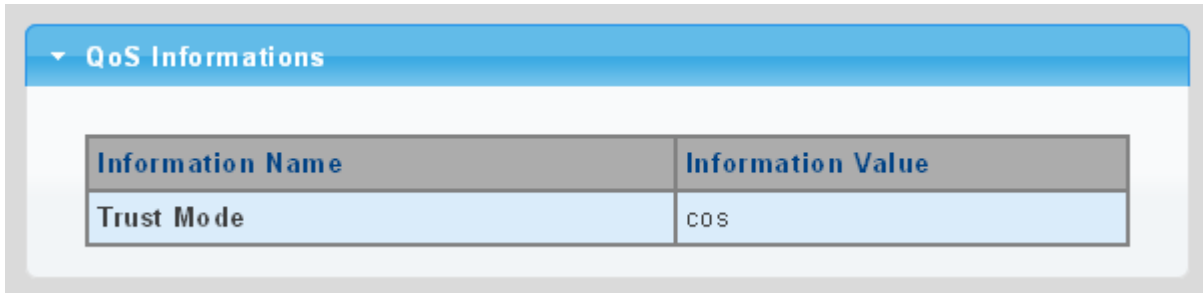 QoS Informations
Information Name Information Value
Trust Mode cos